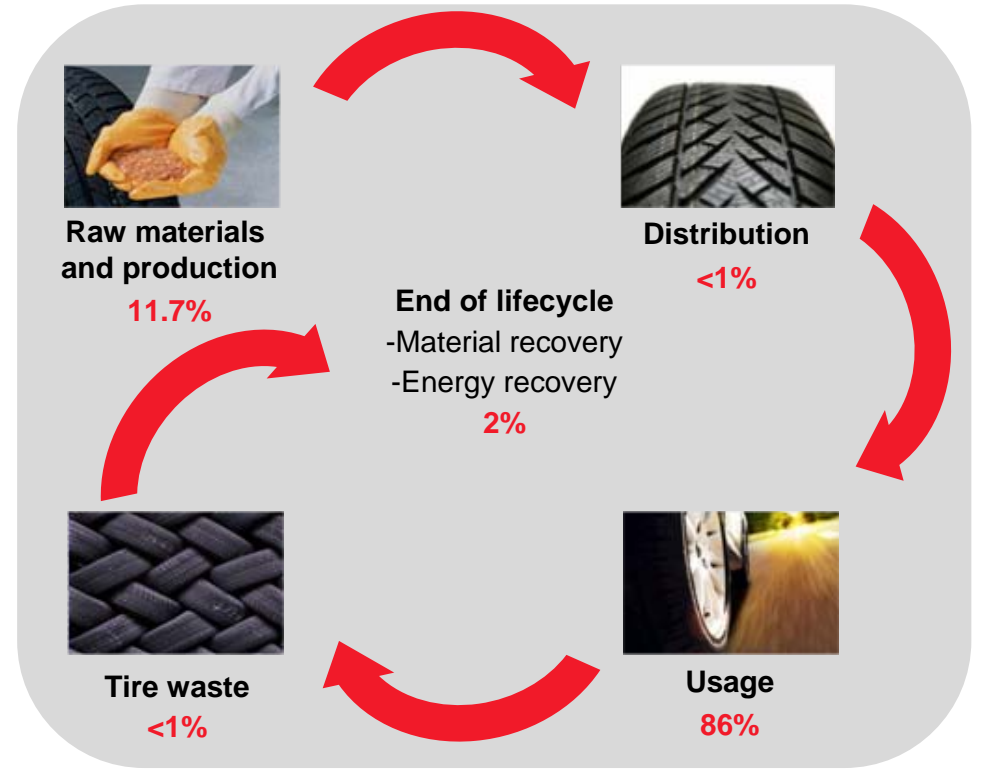 Raw materials
and production
11.7%
Distribution
<1%
End of lifecycle
-Material recovery
-Energy recovery
2%
Tire waste
<1%
Usage
86%